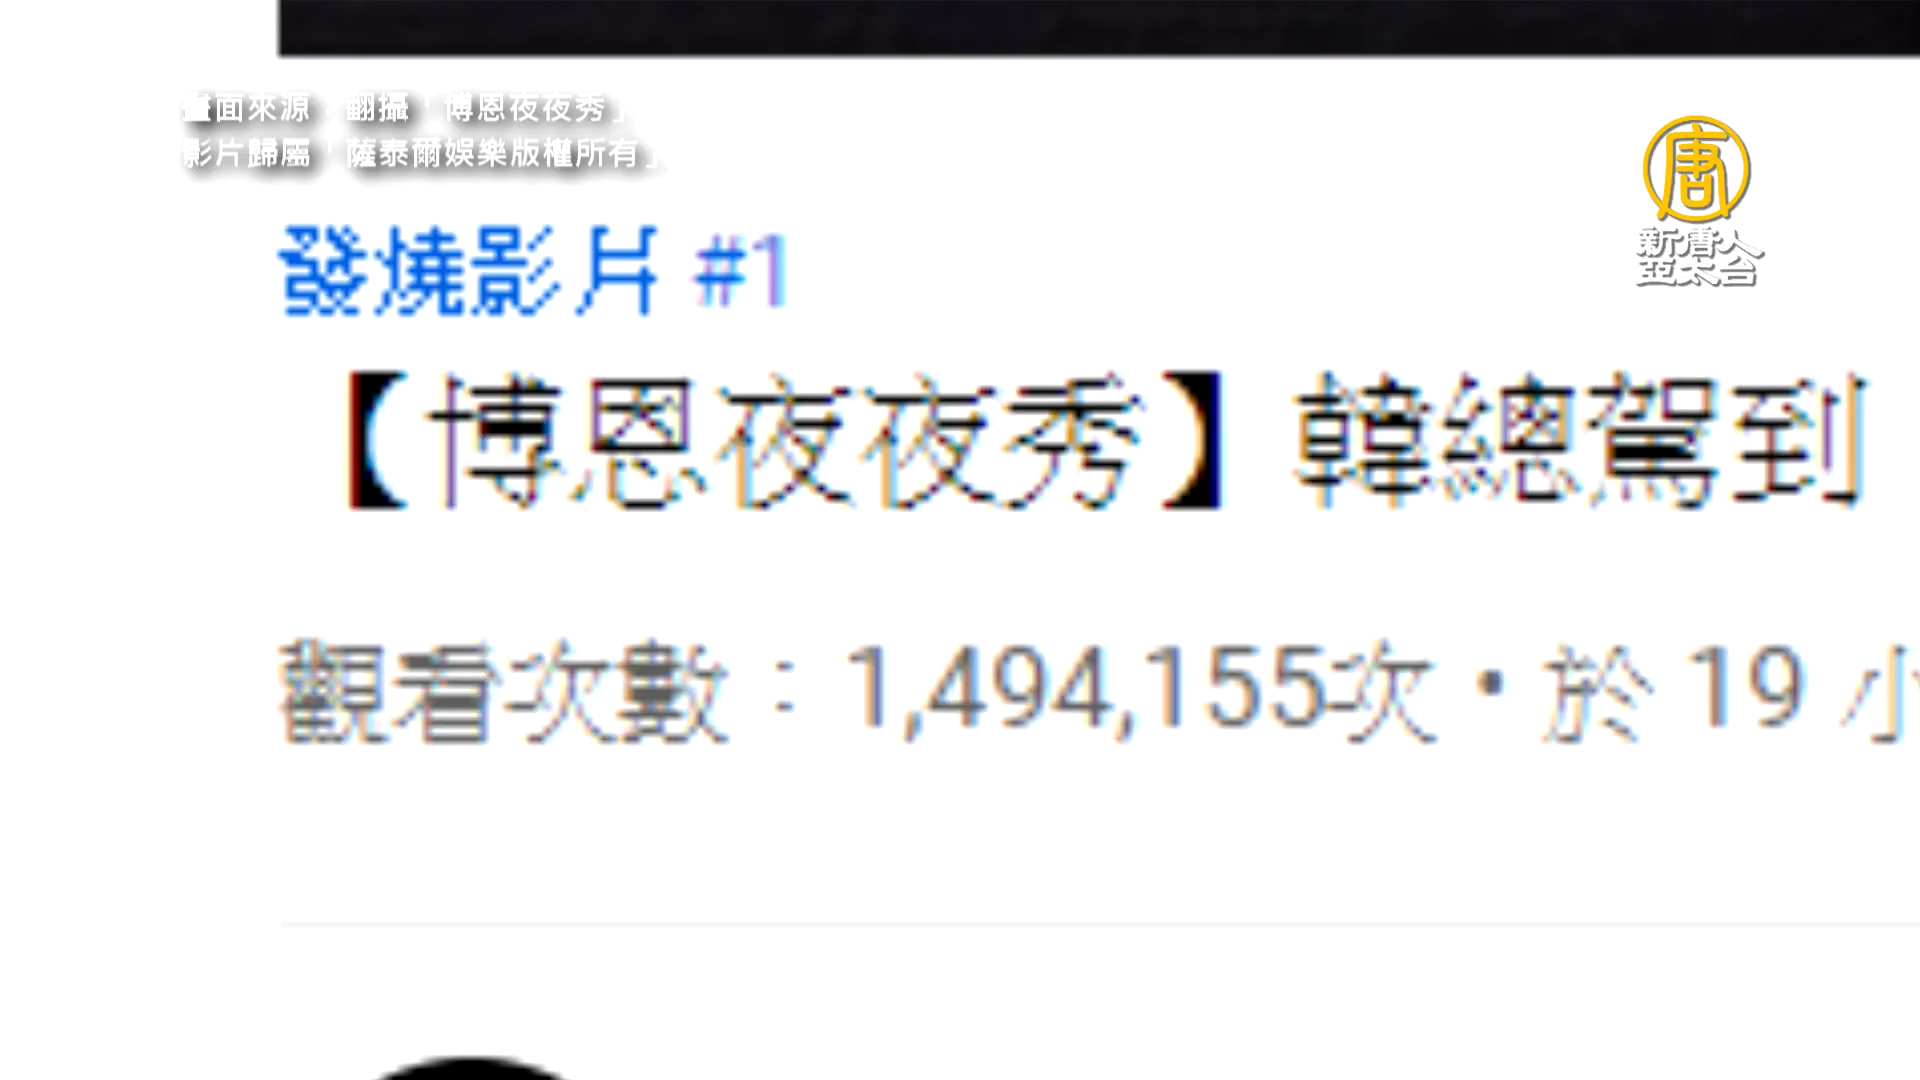 畫面來源：翻攝「博恩夜夜秀」
影片歸屬「薩泰爾娛樂版權所有」
唐
新唐人
亞太台
發燒影片 #1
【博恩夜夜秀】韓總駕到
觀看次數：1,494,155次 • 於 19 小